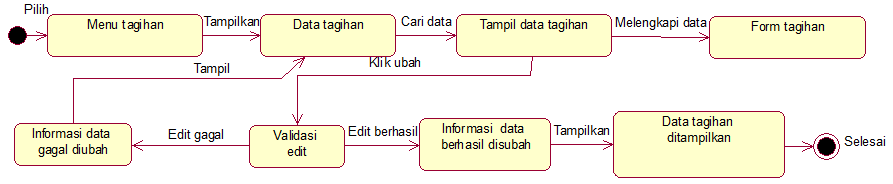 Pilih
Menu tagihan
Tampilkan
Data tagihan
Cari data
Tampil data tagihan
Melengkapi data
Form tagihan
Tampil
Klik ubah
Informasi data
gagal diubah
Edit gagal
Validasi
edit
Edit berhasil
Informasi data
berhasil disubah
Tampilkan
Data tagihan
ditampilkan
Selesai